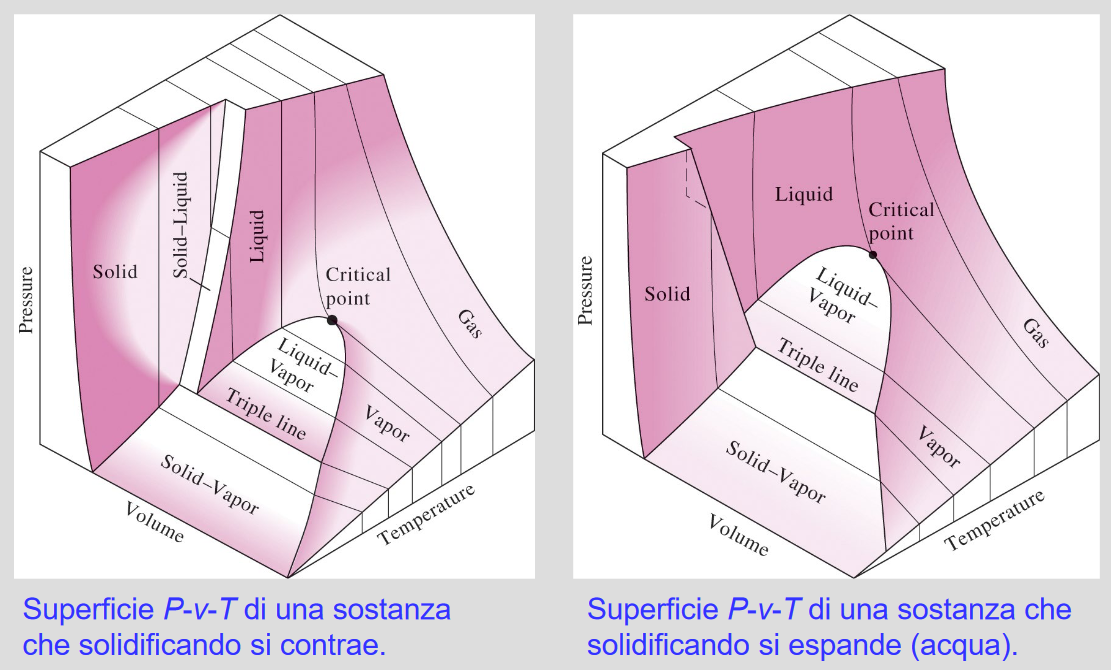 Solid
Solid–Liquid
Liquid
Critical
point
Gas
Liquid–
Vapor
Triple line
Vapor
Solid–Vapor
Pressure
Volume
Temperature
Superficie P-v-T di una sostanza
che solidificando si contrae.
Liquid
Critical
point
Solid
Liquid–
Vapor
Gas
Triple line
Vapor
Solid–Vapor
Pressure
Volume
Temperature
Superficie P-v-T di una sostanza che
solidificando si espande (acqua).